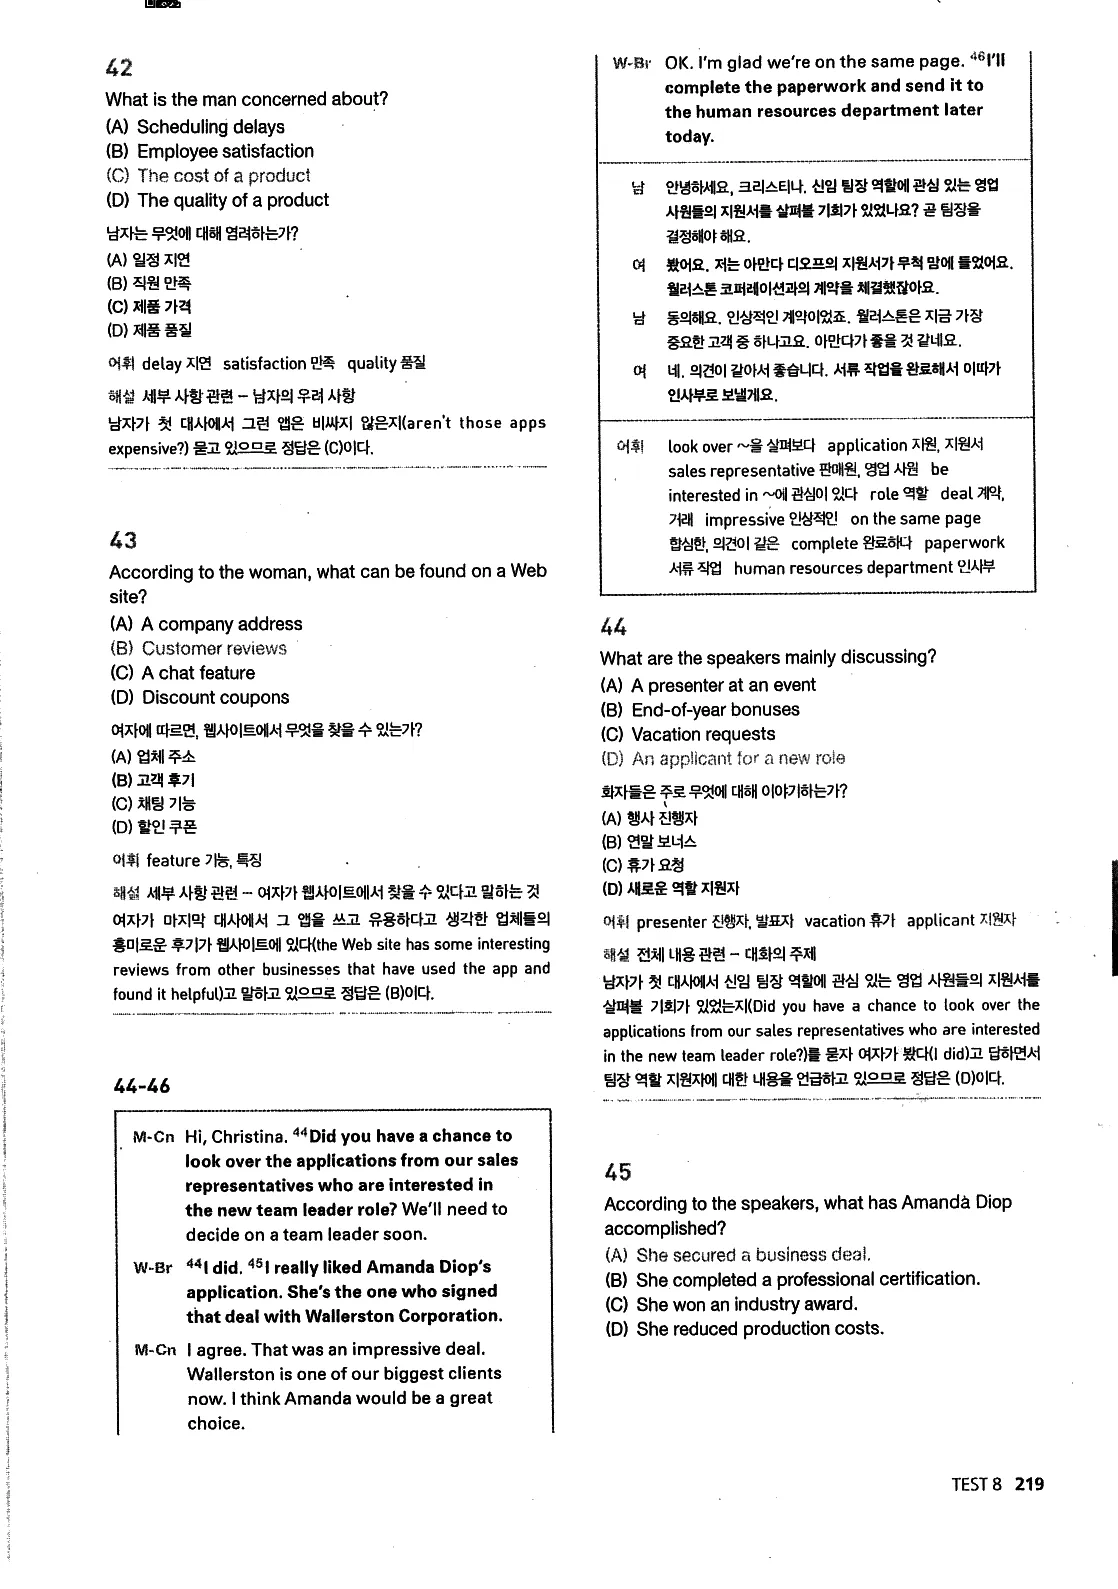 42
What is the man concerned about?
(A) Scheduling delays
(B) Employee satisfaction
(C) The cost of a product
(D) The quality of a product
남자는 무엇에 대해 염려하는가?
(A) 일정 지연
(B) 직원 만족
(C) 제품 가격
(D) 제품 품질
어휘 delay 지연 satisfaction 만족 quality 품질
해설 세부 사항 관련 – 남자의 우려 사항
남자가 첫 대사에서 그런 앱은 비싸지 않은지(aren't those apps
expensive?) 묻고 있으므로 정답은 (C)이다.
43
According to the woman, what can be found on a Web
site?
(A) A company address
(B) Customer reviews
(C) A chat feature
(D) Discount coupons
여자에 따르면, 웹사이트에서 무엇을 찾을 수 있는가?
(A) 업체 주소
(B) 고객 후기
(C) 채팅 기능
(D) 할인 쿠폰
어휘 feature 기능, 특징
해설 세부 사항 관련 – 여자가 웹사이트에서 찾을 수 있다고 말하는 것
여자가 마지막 대사에서 그 앱을 쓰고 유용하다고 생각한 업체들의
흥미로운 후기가 웹사이트에 있다(the Web site has some interesting
reviews from other businesses that have used the app and
found it helpful)고 말하고 있으므로 정답은 (B)이다.
44-46
M-Cn Hi, Christina. 44Did you have a chance to
look over the applications from our sales
representatives who are interested in
the new team leader role? We'll need to
decide on a team leader soon.
W-Br 44I did. 45I really liked Amanda Diop's
application. She's the one who signed
that deal with Wallerston Corporation.
M-Cn I agree. That was an impressive deal.
Wallerston is one of our biggest clients
now. I think Amanda would be a great
choice.
W-Br OK. I'm glad we're on the same page. 46I'll
complete the paperwork and send it to
the human resources department later
today.
남 안녕하세요, 크리스티나. 신임 팀장 역할에 관심 있는 영업
사원들의 지원서를 살펴볼 기회가 있었나요? 곧 팀장을
결정해야 해요.
여 봤어요. 저는 아만다 디오프의 지원서가 무척 맘에 들었어요.
월러스톤 코퍼레이션과의 계약을 체결했잖아요.
남 동의해요. 인상적인 계약이었죠. 월러스톤은 지금 가장
중요한 고객 중 하나고요. 아만다가 좋을 것 같네요.
여 네. 의견이 같아서 좋습니다. 서류 작업을 완료해서 이따가
인사부로 보낼게요.
어휘 look over ~을 살펴보다 application 지원, 지원서
sales representative 판매원, 영업 사원 be
interested in ~에 관심이 있다 role 역할 deal 계약,
거래 impressive 인상적인 on the same page
합심한, 의견이 같은 complete 완료하다 paperwork
서류 작업 human resources department 인사부
44
What are the speakers mainly discussing?
(A) A presenter at an event
(B) End-of-year bonuses
(C) Vacation requests
(D) An applicant for a new role
화자들은 주로 무엇에 대해 이야기하는가?
(A) 행사 진행자
(B) 연말 보너스
(C) 휴가 요청
(D) 새로운 역할 지원자
어휘 presenter 진행자, 발표자 vacation 휴가 applicant 지원자
해설 전체 내용 관련 – 대화의 주제
남자가 첫 대사에서 신임 팀장 역할에 관심 있는 영업 사원들의 지원서를
살펴볼 기회가 있었는지(Did you have a chance to look over the
applications from our sales representatives who are interested
in the new team leader role?)를 묻자 여자가 봤다(I did)고 답하면서
팀장 역할 지원자에 대한 내용을 언급하고 있으므로 정답은 (D)이다.
45
According to the speakers, what has Amanda Diop
accomplished?
(A) She secured a business deal.
(B) She completed a professional certification.
(C) She won an industry award.
(D) She reduced production costs.
TEST 8 219